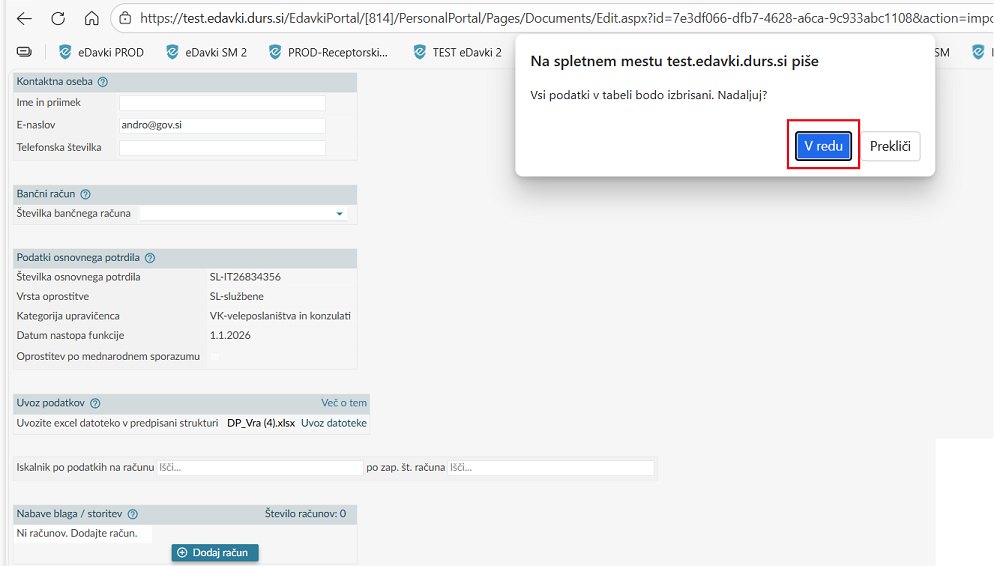 https://test.edavki.durs.si/EdavkiPortal/[814]/PersonalPortal/Pages/Documents/Edit.aspx?id=7e3df066-dfb7-4628-a6ca-9c933abc1108&action=impo
eDavki PROD eDavki SM 2 PROD-Receptorski... TEST eDavki 2 SM
Na spletnem mestu test.edavki.durs.si piše
Vsi podatki v tabeli bodo izbrisani. Nadaljuj?
V redu Prekliči
Kontaktna oseba
Ime in priimek
E-naslov andro@gov.si
Telefonska številka
Bančni račun
Številka bančnega računa
Podatki osnovnega potrdila
Številka osnovnega potrdila SL-IT26834356
Vrsta oprostitve SL-službene
Kategorija upravičenca VK-veleposlaništva in konzulati
Datum nastopa funkcije 1.1.2026
Oprostitev po mednarodnem sporazumu
Uvoz podatkov Več o tem
Uvozite excel datoteko v predpisani strukturi DP_Vra (4).xlsx Uvoz datoteke
Iskalnik po podatkih na računu Išči... po zap. št. računa Išči...
Nabave blaga / storitev Število računov: 0
Ni računov. Dodajte račun.
Dodaj račun